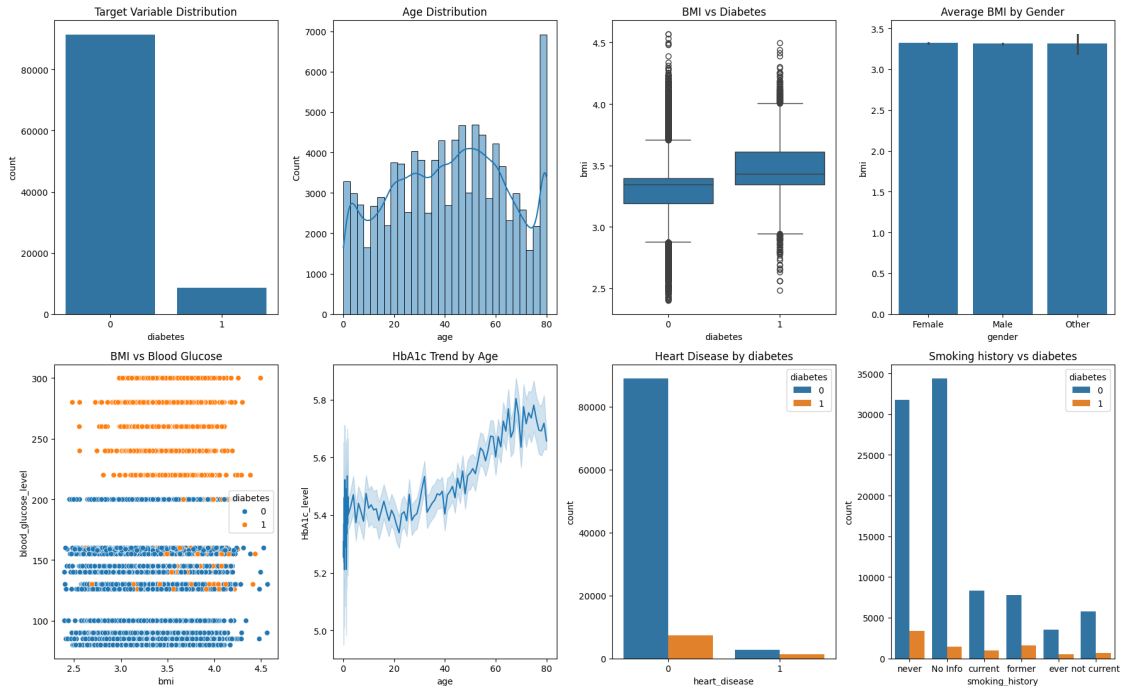 Target Variable Distribution
80000
60000
40000
20000
0
count
0 1
diabetes
Age Distribution
7000
6000
5000
4000
3000
2000
1000
0
Count
0 20 40 60 80
age
BMI vs Diabetes
4.5
4.0
3.5
3.0
2.5
bmi
0 1
diabetes
Average BMI by Gender
3.5
3.0
2.5
2.0
1.5
1.0
0.5
0.0
bmi
Female Male Other
gender
BMI vs Blood Glucose
300
250
200
150
100
blood_glucose_level
diabetes
0
1
2.5 3.0 3.5 4.0 4.5
bmi
HbA1c Trend by Age
5.8
5.6
5.4
5.2
5.0
HbA1c_level
0 20 40 60 80
age
Heart Disease by diabetes
80000
60000
40000
20000
0
count
diabetes
0
1
0 1
heart_disease
Smoking history vs diabetes
35000
30000
25000
20000
15000
10000
5000
0
count
diabetes
0
1
never No Info current former ever not current
smoking_history